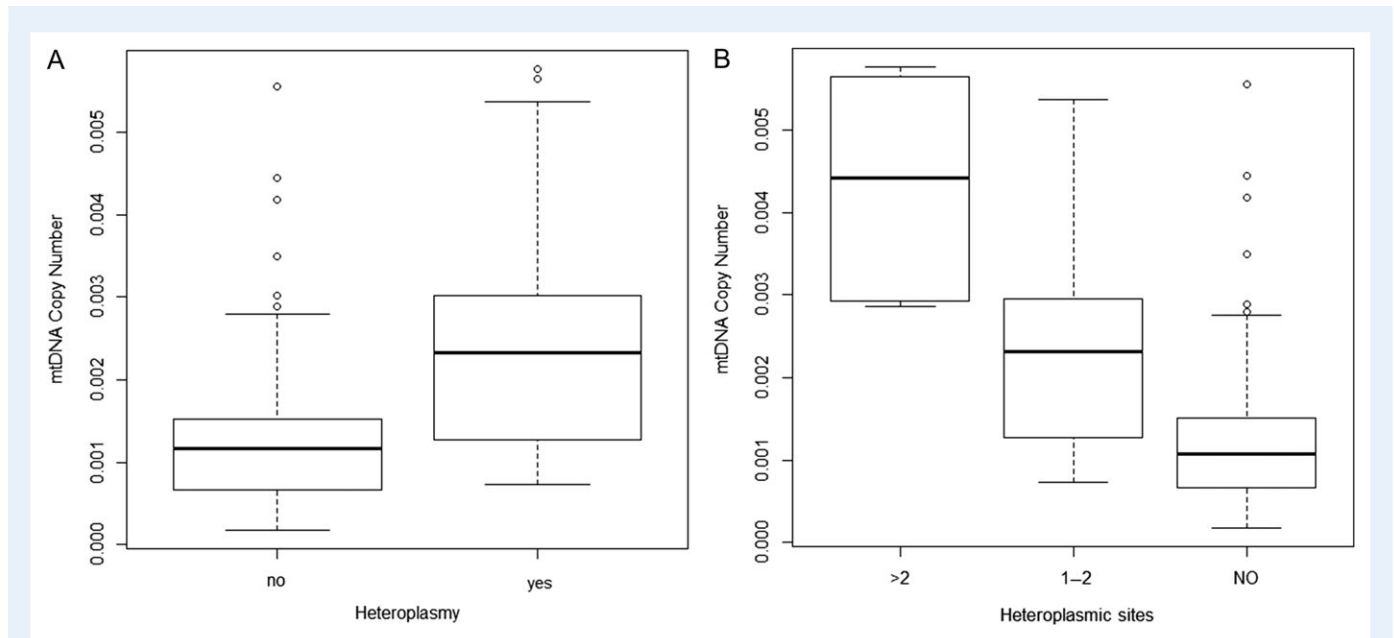 A
mtDNA Copy Number
0.005
0.004
0.003
0.002
0.001
0.000
no yes
Heteroplasmy
B
mtDNA Copy Number
0.005
0.004
0.003
0.002
0.001
0.000
>2 1–2 NO
Heteroplasmic sites